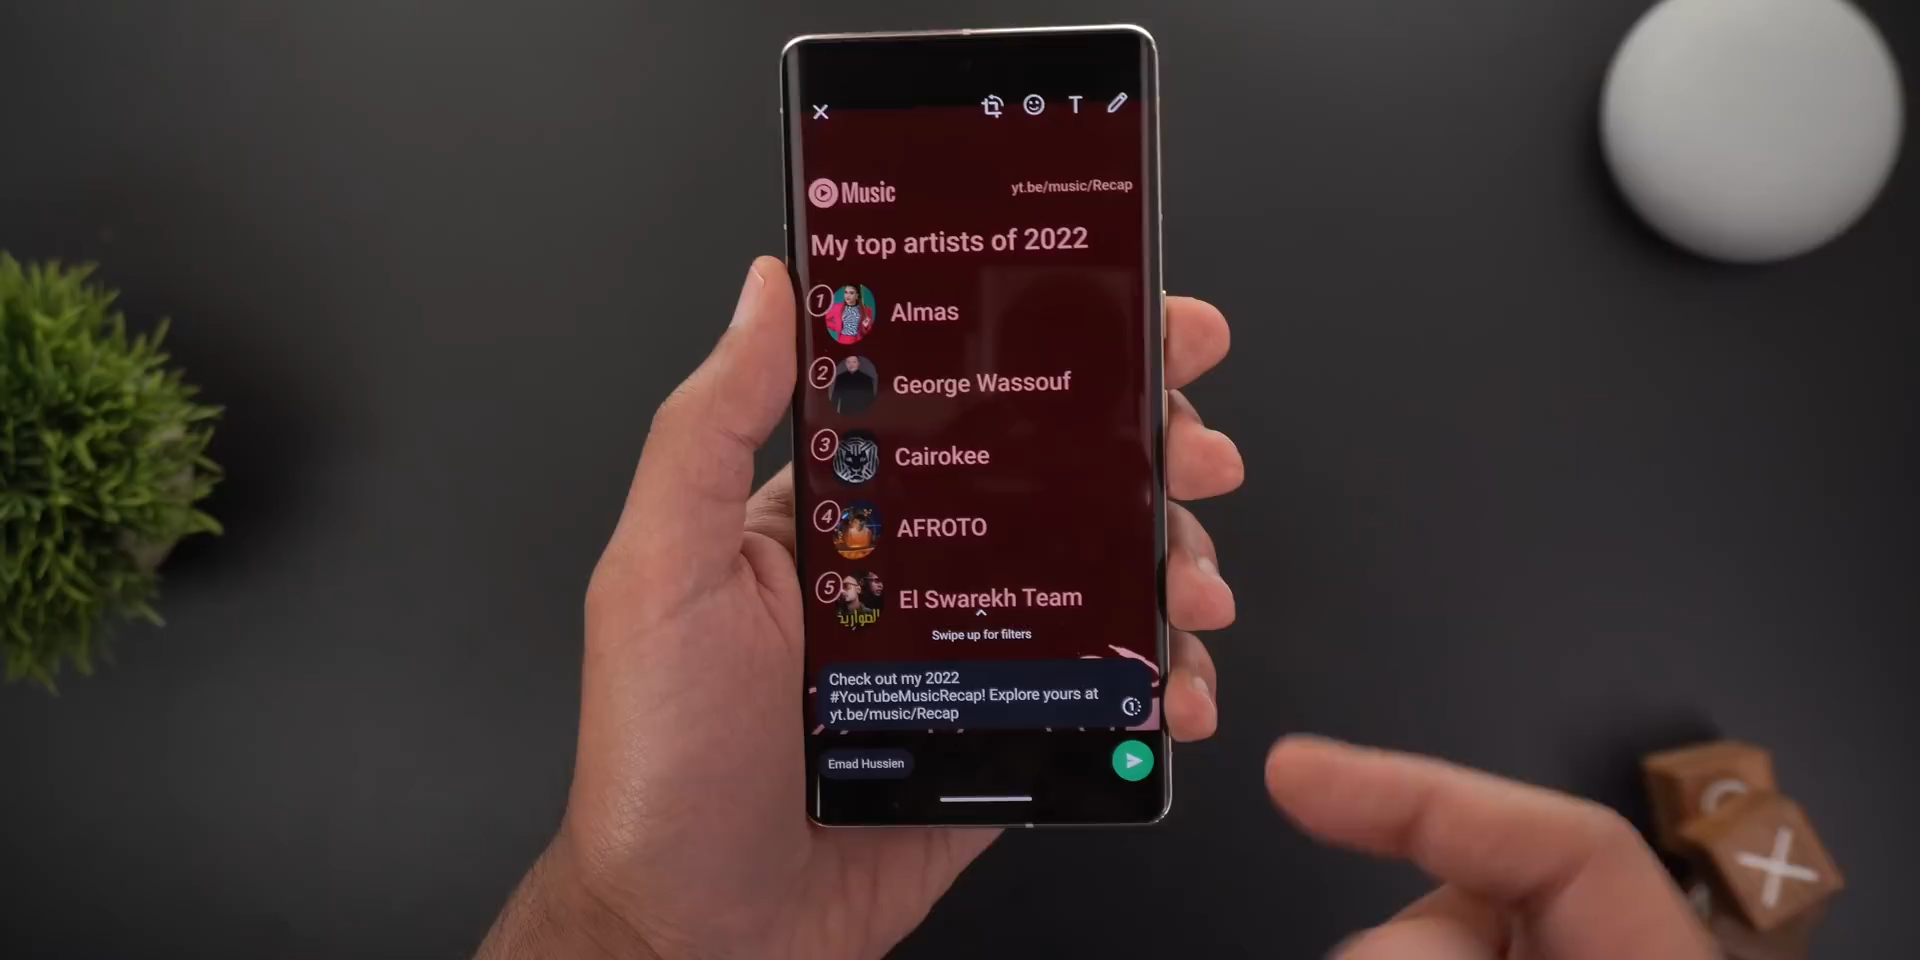 T
Music
yt.be/music/Recap
My top artists of 2022
1
Almas
2
George Wassouf
3
Cairokee
4
AFROTO
5
El Swarekh Team
Swipe up for filters
Check out my 2022
#YouTubeMusicRecap! Explore yours at
yt.be/music/Recap
1
Emad Hussien
X